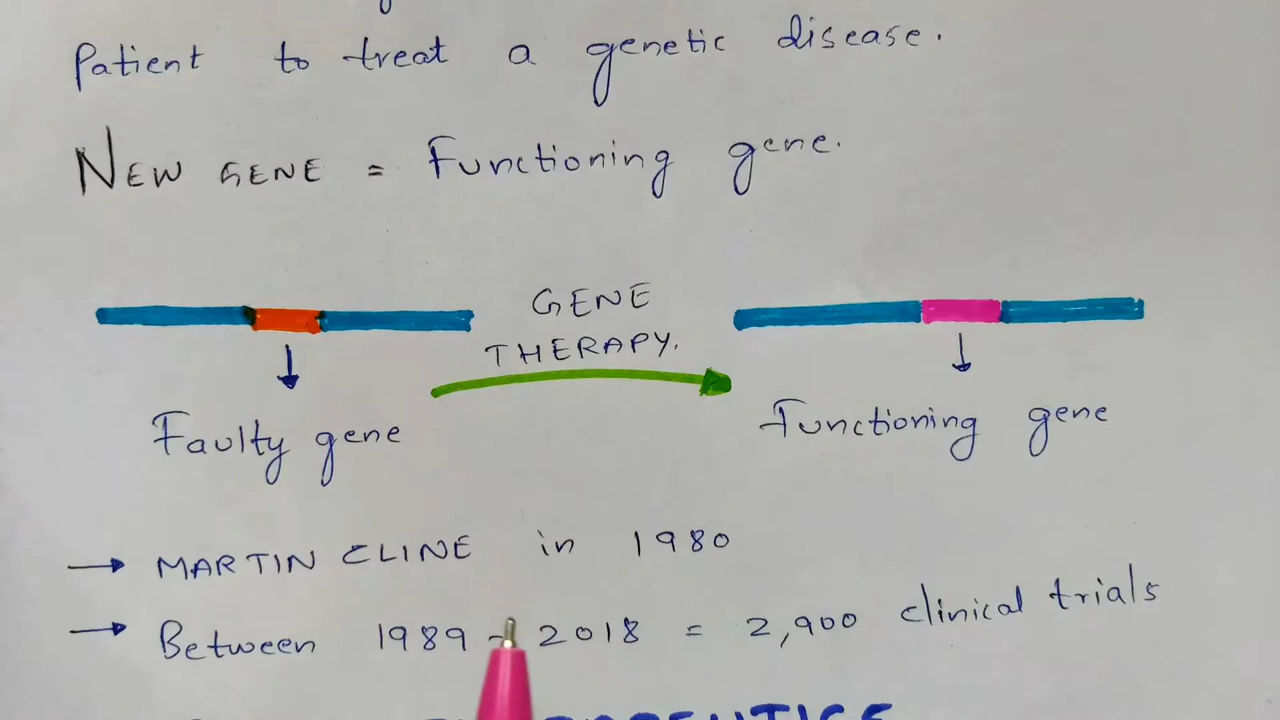 Patient to treat a genetic disease.
NEW GENE = Functioning gene.
GENE
THERAPY.
Faulty gene
Functioning gene
→ MARTIN CLINE in 1980
→ Between 1989 - 2018 = 2,900 clinical trials